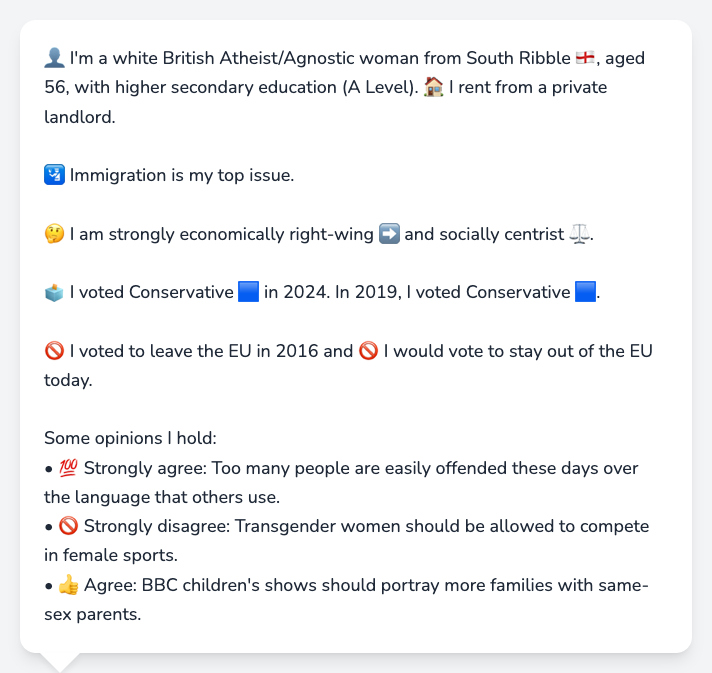 👤 I'm a white British Atheist/Agnostic woman from South Ribble 🏴󠁧󠁢󠁥󠁮󠁧󠁿, aged
56, with higher secondary education (A Level). 🏠 I rent from a private
landlord.
🛂 Immigration is my top issue.
🤔 I am strongly economically right-wing ➡️ and socially centrist ⚖️.
🗳️ I voted Conservative 🟦 in 2024. In 2019, I voted Conservative 🟦.
🚫 I voted to leave the EU in 2016 and 🚫 I would vote to stay out of the EU
today.
Some opinions I hold:
• 💯 Strongly agree: Too many people are easily offended these days over
the language that others use.
• 🚫 Strongly disagree: Transgender women should be allowed to compete
in female sports.
• 👍 Agree: BBC children's shows should portray more families with same-
sex parents.